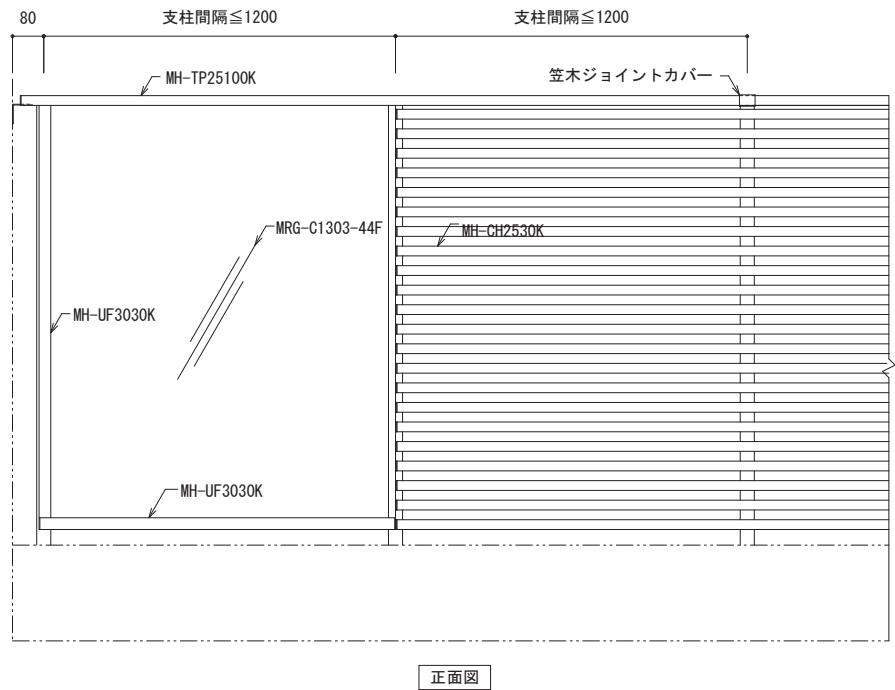 80
支柱間隔≦1200
支柱間隔≦1200
MH-TP25100K
笠木ジョイントカバー
MRG-C1303-44F
MH-CH2530K
MH-UF3030K
MH-UF3030K
正面図